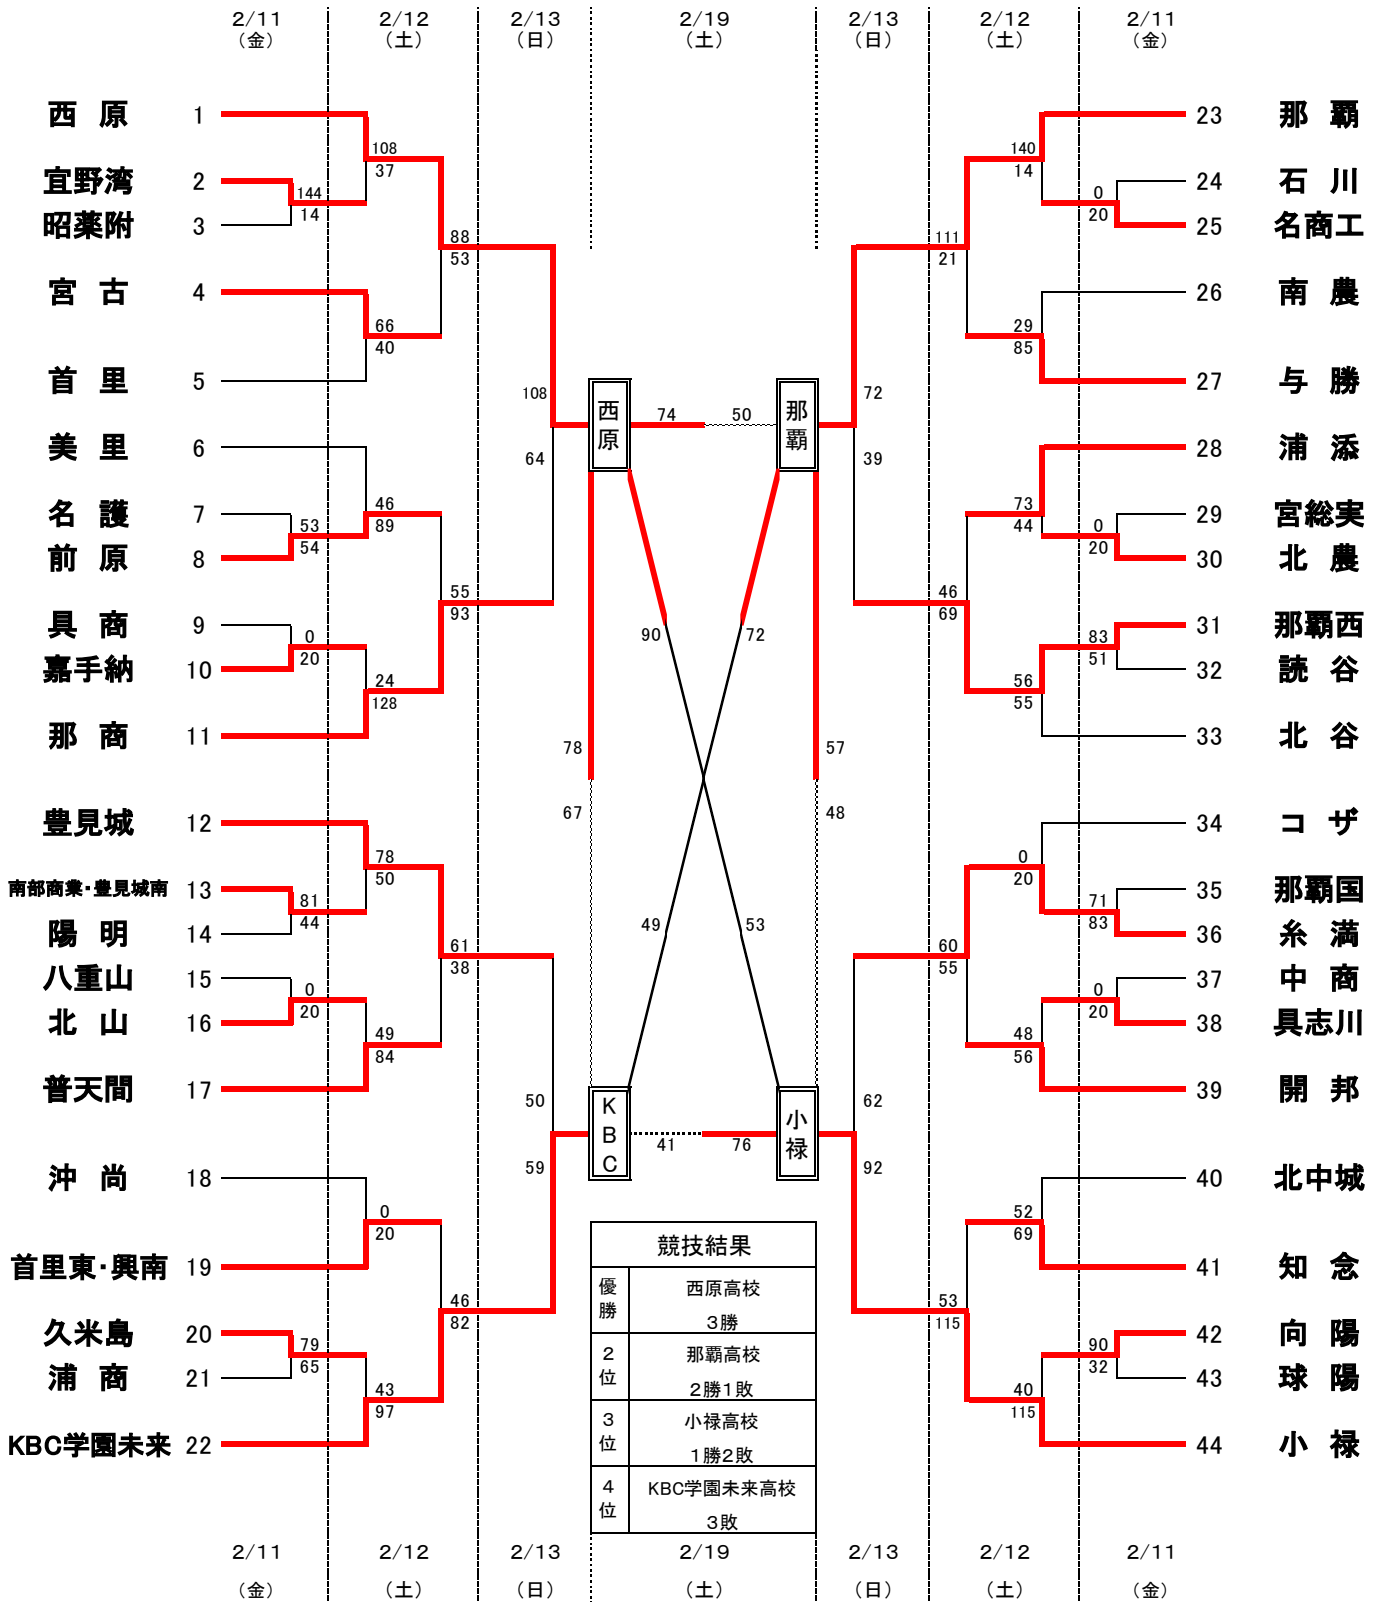 2/11 2/12 2/13 2/19 2/13 2/12 2/11
(金) (土) (日) (土) (日) (土) (金)
西 原 1
宜野湾 2
昭薬附 3
宮 古 4
首 里 5
美 里 6
名 護 7
前 原 8
具 商 9
嘉手納 10
那 商 11
豊見城 12
南部商業・豊見城南 13
陽 明 14
八重山 15
北 山 16
普天間 17
沖 尚 18
首里東・興南 19
久米島 20
浦 商 21
KBC学園未来 22
144
14
53
54
0
20
81
44
0
20
79
65
108
37
66
40
46
89
24
128
78
50
49
84
0
20
43
97
88
53
55
93
61
38
46
82
108
64
50
59
西原
那覇
KBC
小禄
74 50
90 72
78 57
67 48
49 53
41 76
72
39
62
92
111
21
46
69
60
55
53
115
140
14
29
85
73
44
56
55
0
20
48
56
52
69
40
115
0
20
0
20
83
51
71
83
0
20
90
32
23 那 覇
24 石 川
25 名商工
26 南 農
27 与 勝
28 浦 添
29 宮総実
30 北 農
31 那覇西
32 読 谷
33 北 谷
34 コ ザ
35 那覇国
36 糸 満
37 中 商
38 具志川
39 開 邦
40 北中城
41 知 念
42 向 陽
43 球 陽
44 小 禄
競技結果
優勝 西原高校
3勝
2位 那覇高校
2勝1敗
3位 小禄高校
1勝2敗
4位 KBC学園未来高校
3敗
2/11 2/12 2/13 2/19 2/13 2/12 2/11
(金) (土) (日) (土) (日) (土) (金)